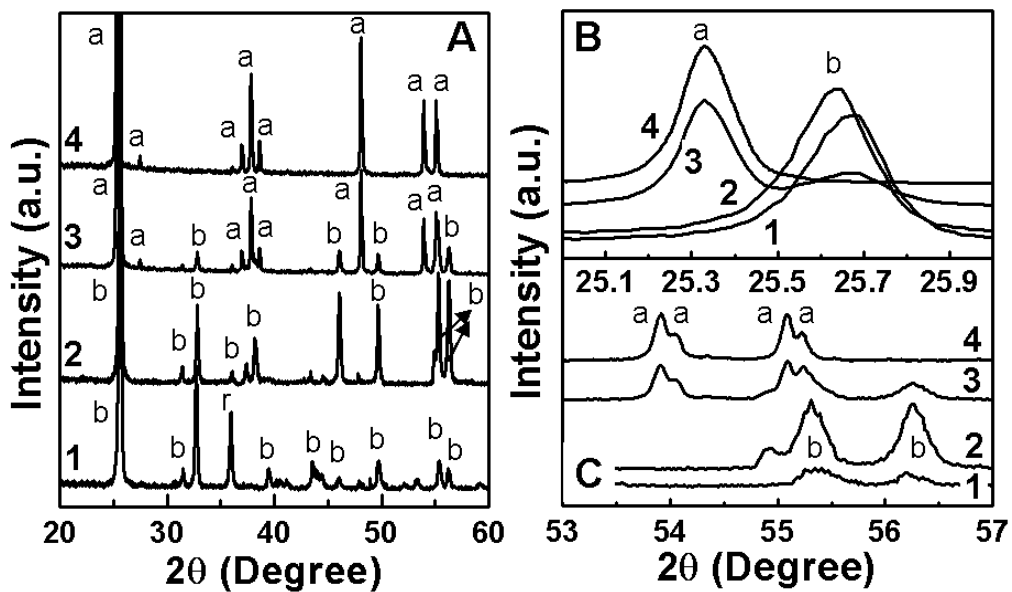 A
a a
a a a a a
4
a a a a a b
a b a a b b
3
b b b b b b
b
2
b r b b b b b
b b
1
20 30 40 50 60
2θ (Degree)
Intensity (a.u.)
B
a
b
4
3
2
1
25.1 25.3 25.5 25.7 25.9
a a a a
4
3
2
b b
1
C
53 54 55 56 57
2θ (Degree)
Intensity (a.u.)